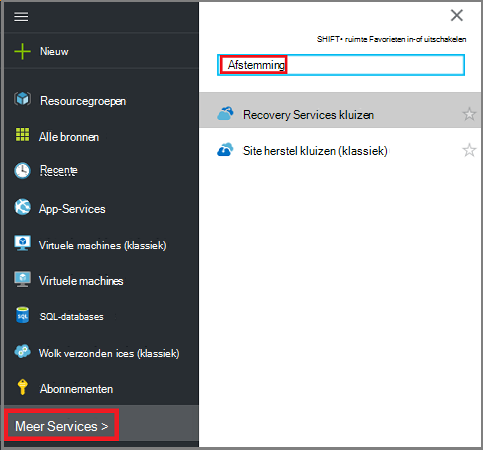 Nieuw
Resourcegroepen
Alle bronnen
Recente
App-Services
Virtuele machines (klassiek)
Virtuele machines
SQL-databases
Wolk verzonden ices (klassiek)
Abonnementen
Meer Services >
SHIFT+ ruimte Favorieten in-of uitschakelen
Afstemming
Recovery Services kluizen
Site herstel kluizen (klassiek)